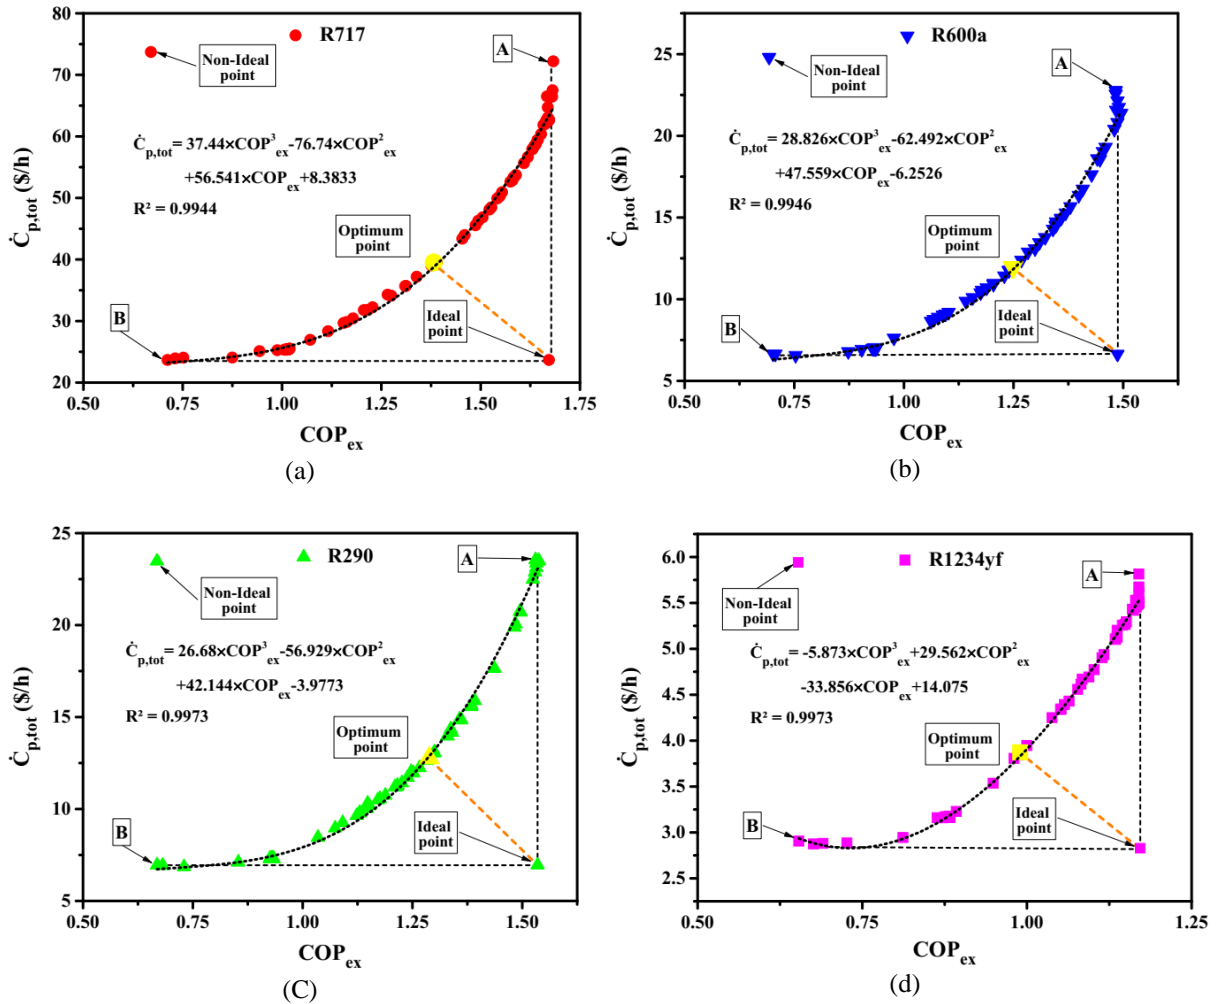 80
70
60
50
40
30
20
0.50
0.75
1.00
1.25
1.50
1.75
Ċp,tot ($/h)
COPex
R717
A
Non-Ideal
point
Ċp,tot = 37.44×COP³ex-76.74×COP²ex
+56.541×COPex+8.3833
R² = 0.9944
Optimum
point
B
Ideal
point
(a)
25
20
15
10
5
0.50
0.75
1.00
1.25
1.50
Ċp,tot ($/h)
COPex
R600a
A
Non-Ideal
point
Ċp,tot = 28.826×COP³ex-62.492×COP²ex
+47.559×COPex-6.2526
R² = 0.9946
Optimum
point
B
Ideal
point
(b)
25
20
15
10
5
0.50
0.75
1.00
1.25
1.50
Ċp,tot ($/h)
COPex
R290
A
Non-Ideal
point
Ċp,tot = 26.68×COP³ex-56.929×COP²ex
+42.144×COPex-3.9773
R² = 0.9973
Optimum
point
B
Ideal
point
(C)
6.0
5.5
5.0
4.5
4.0
3.5
3.0
2.5
0.50
0.75
1.00
1.25
Ċp,tot ($/h)
COPex
R1234yf
A
Non-Ideal
point
Ċp,tot = -5.873×COP³ex+29.562×COP²ex
-33.856×COPex+14.075
R² = 0.9973
Optimum
point
B
Ideal
point
(d)